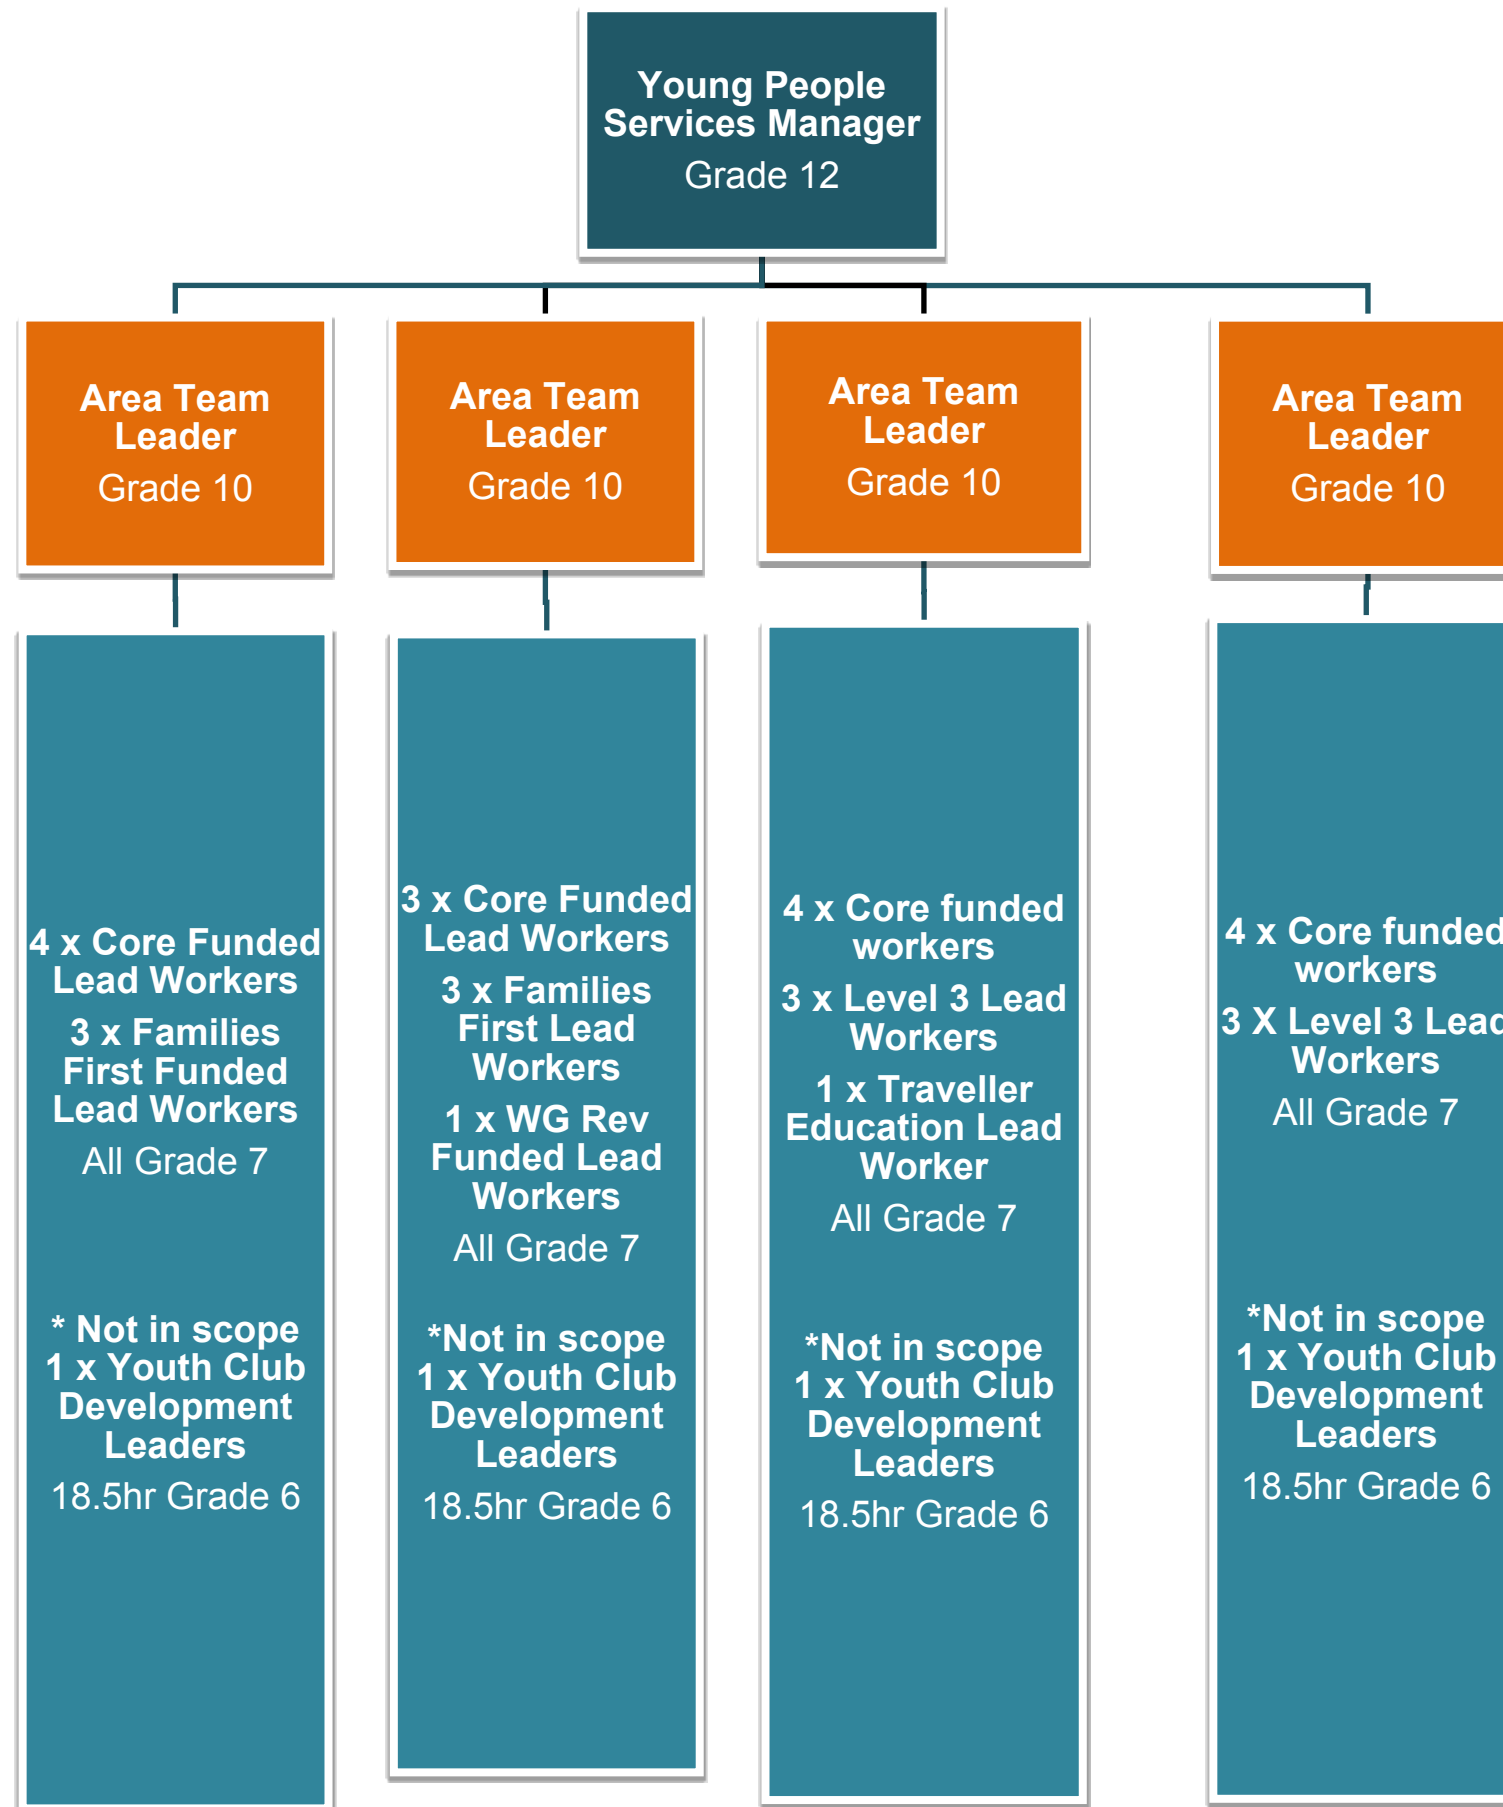 Young People
Services Manager
Grade 12
Area Team
Leader
Grade 10
Area Team
Leader
Grade 10
Area Team
Leader
Grade 10
Area Team
Leader
Grade 10
4 x Core Funded
Lead Workers
3 x Families
First Funded
Lead Workers
All Grade 7
* Not in scope
1 x Youth Club
Development
Leaders
18.5hr Grade 6
3 x Core Funded
Lead Workers
3 x Families
First Lead
Workers
1 x WG Rev
Funded Lead
Workers
All Grade 7
*Not in scope
1 x Youth Club
Development
Leaders
18.5hr Grade 6
4 x Core funded
workers
3 x Level 3 Lead
Workers
1 x Traveller
Education Lead
Worker
All Grade 7
*Not in scope
1 x Youth Club
Development
Leaders
18.5hr Grade 6
4 x Core funded
workers
3 X Level 3 Lead
Workers
All Grade 7
*Not in scope
1 x Youth Club
Development
Leaders
18.5hr Grade 6